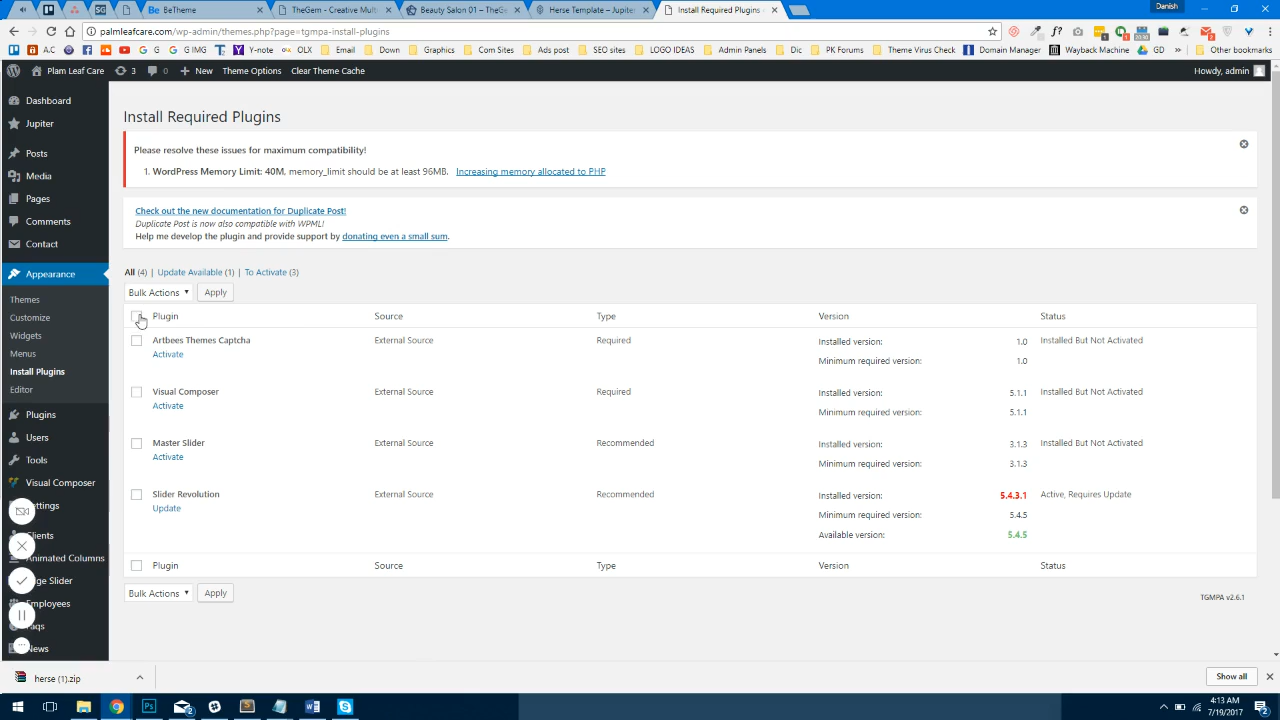 BeTheme
TheGem - Creative Mult
Beauty Salon 01 – TheGe
Herse Template – Jupite
Install Required Plugins
Danish
palmleafcare.com/wp-admin/themes.php?page=tgmpa-install-plugins
A.C
G
G IMG
Y-note
OLX
Email
Down
Graphics
Com Sites
Ads post
SEO sites
LOGO IDEAS
Admin Panels
Dic
PK Forums
Theme Virus Check
Domain Manager
Wayback Machine
GD
Other bookmarks
Plam Leaf Care 3 0 New Theme Options Clear Theme Cache Howdy, admin
Dashboard
Jupiter
Posts
Media
Pages
Comments
Contact
Appearance
Themes
Customize
Widgets
Menus
Install Plugins
Editor
Plugins
Users
Tools
Visual Composer
ettings
lients
Animated Columns
ge Slider
Employees
aqs
News
Install Required Plugins
Please resolve these issues for maximum compatibility!
1. WordPress Memory Limit: 40M, memory_limit should be at least 96MB. Increasing memory allocated to PHP
Check out the new documentation for Duplicate Post!
Duplicate Post is now also compatible with WPML!
Help me develop the plugin and provide support by donating even a small sum.
All (4) | Update Available (1) | To Activate (3)
Bulk Actions Apply
Plugin Source Type Version Status
Artbees Themes Captcha External Source Required Installed version: 1.0 Installed But Not Activated
Activate Minimum required version: 1.0
Visual Composer External Source Required Installed version: 5.1.1 Installed But Not Activated
Activate Minimum required version: 5.1.1
Master Slider External Source Recommended Installed version: 3.1.3 Installed But Not Activated
Activate Minimum required version: 3.1.3
Slider Revolution External Source Recommended Installed version: 5.4.3.1 Active, Requires Update
Update Minimum required version: 5.4.5
Available version: 5.4.5
Plugin Source Type Version Status
Bulk Actions Apply
TGMPA v2.6.1
herse (1).zip
Show all
4:13 AM
7/19/2017